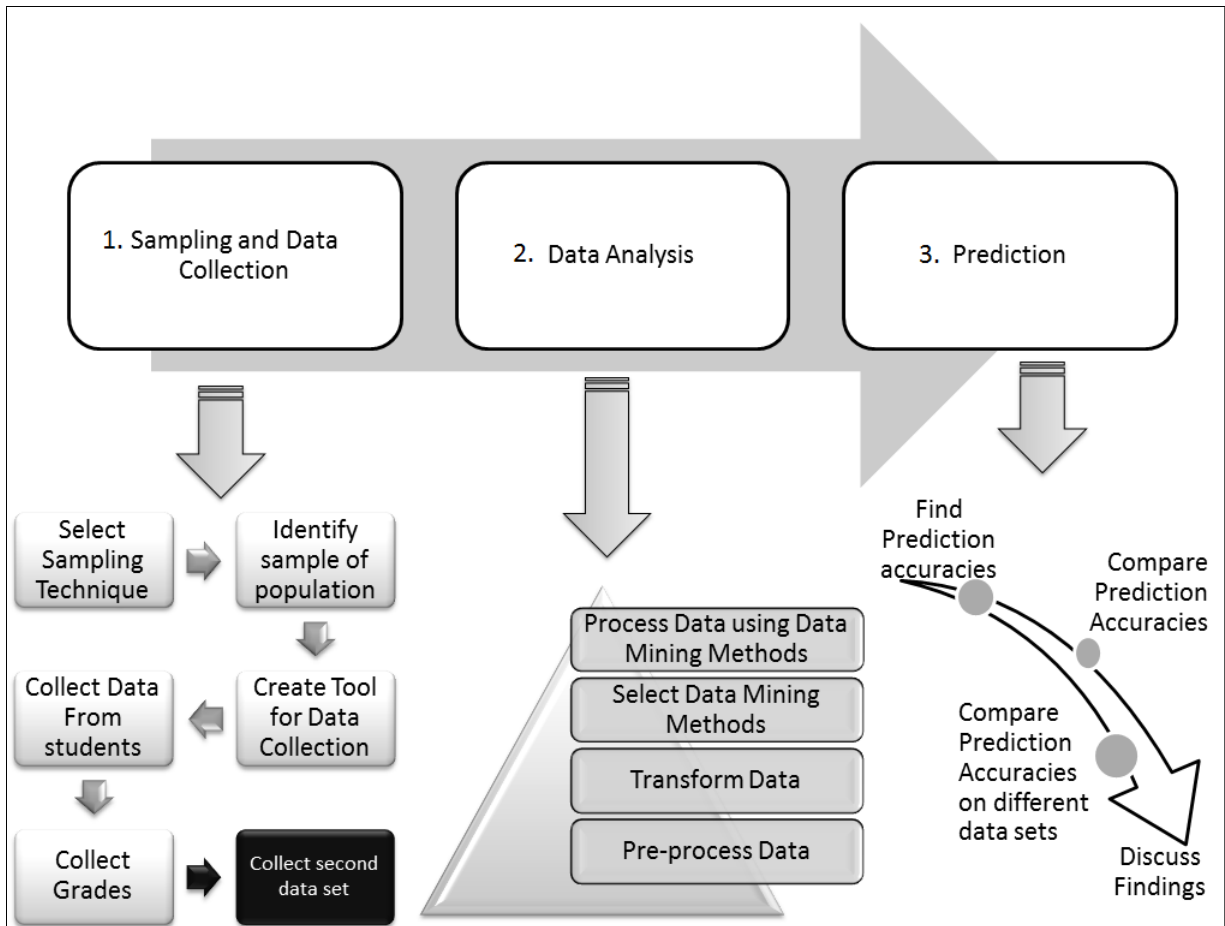 1. Sampling and Data
Collection
2. Data Analysis
3. Prediction
Select
Sampling
Technique
Identify
sample of
population
Create Tool
for Data
Collection
Collect Data
From
students
Collect
Grades
Collect second
data set
Process Data using Data
Mining Methods
Select Data Mining
Methods
Transform Data
Pre-process Data
Find
Prediction
accuracies
Compare
Prediction
Accuracies
Compare
Prediction
Accuracies
on different
data sets
Discuss
Findings